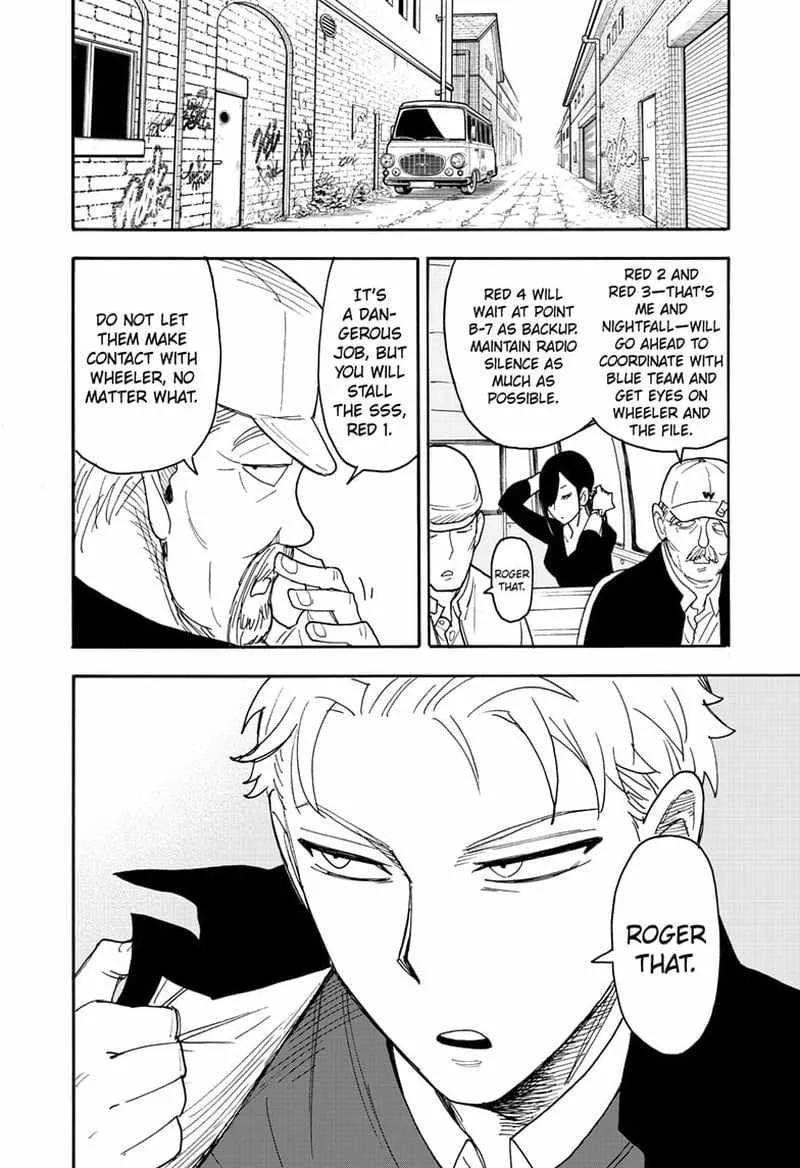 RED 2 AND
RED 3—THAT'S
ME AND
NIGHTFALL—WILL
GO AHEAD TO
COORDINATE WITH
BLUE TEAM AND
GET EYES ON
WHEELER AND
THE FILE.
RED 4 WILL
WAIT AT POINT
B-7 AS BACKUP.
MAINTAIN RADIO
SILENCE AS
MUCH AS
POSSIBLE.
ROGER
THAT.
IT'S
A DAN-
GEROUS
JOB, BUT
YOU WILL
STALL
THE SSS,
RED 1.
DO NOT LET
THEM MAKE
CONTACT WITH
WHEELER, NO
MATTER WHAT.
ROGER
THAT.